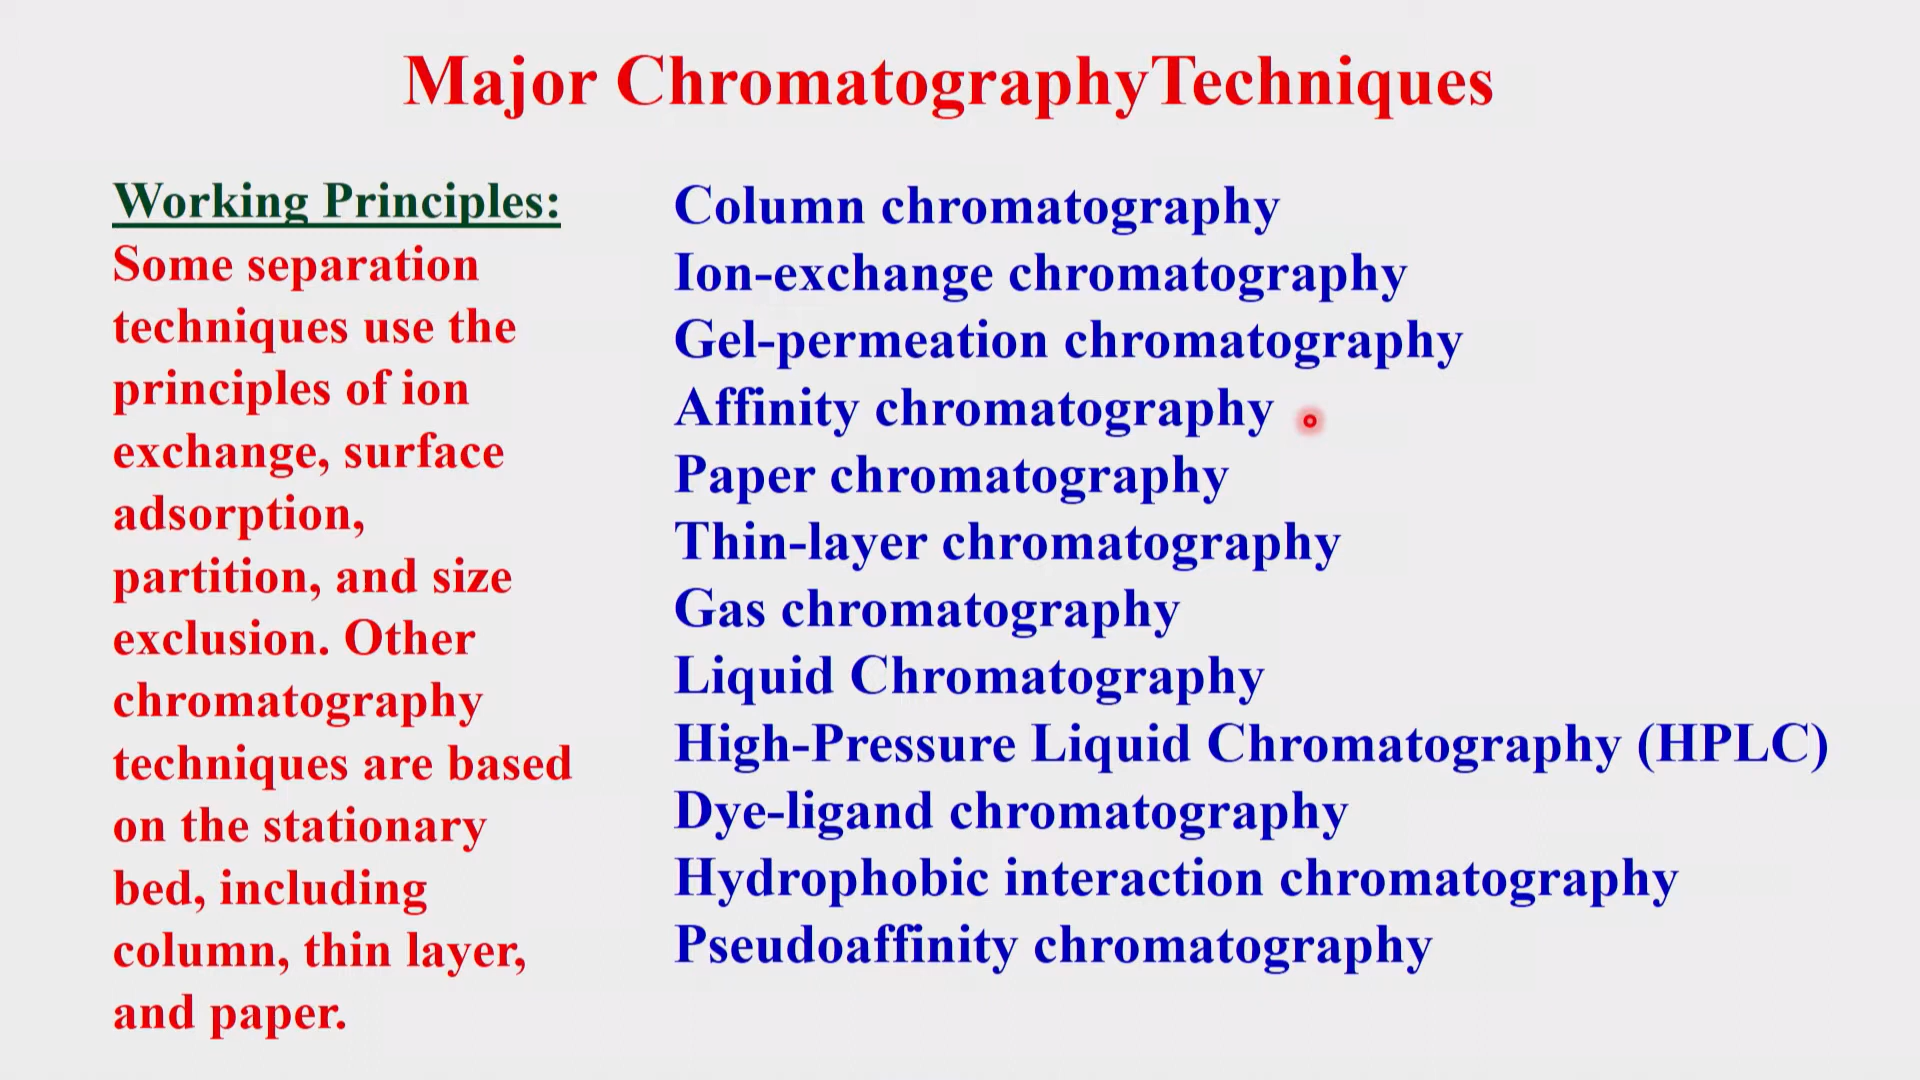 Major ChromatographyTechniques
Working Principles:
Some separation
techniques use the
principles of ion
exchange, surface
adsorption,
partition, and size
exclusion. Other
chromatography
techniques are based
on the stationary
bed, including
column, thin layer,
and paper.
Column chromatography
Ion-exchange chromatography
Gel-permeation chromatography
Affinity chromatography
Paper chromatography
Thin-layer chromatography
Gas chromatography
Liquid Chromatography
High-Pressure Liquid Chromatography (HPLC)
Dye-ligand chromatography
Hydrophobic interaction chromatography
Pseudoaffinity chromatography